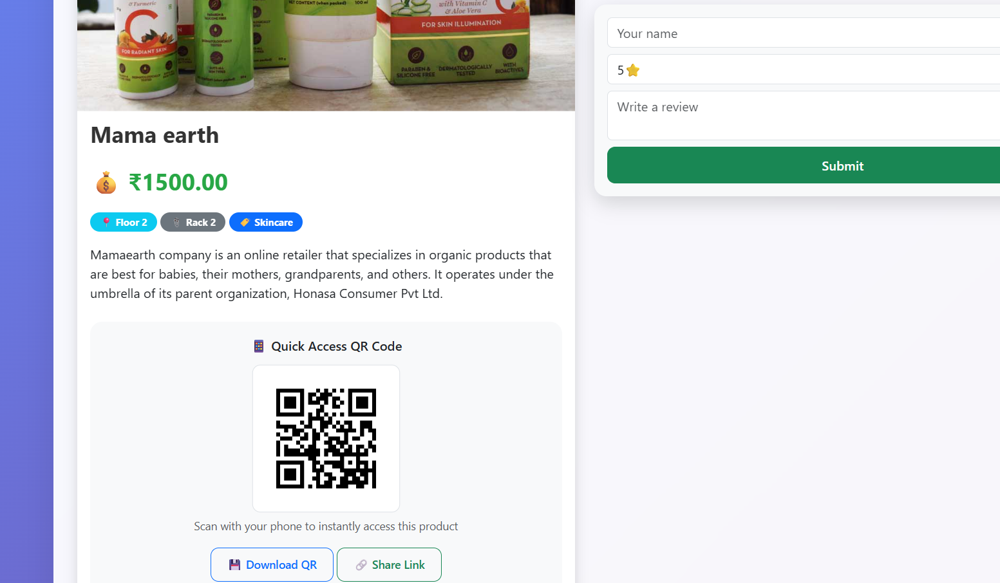 & Turmeric
C
FOR RADIANT SKIN
NET CONTENT (when packed) 100 ml
with Vitamin C
& Aloe Vera
FOR SKIN ILLUMINATION
PARABEN &
SILICONE FREE
DERMATOLOGICALLY
TESTED
WITH
BIOACTIVES
Mama earth
₹1500.00
Floor 2
Rack 2
Skincare
Mamaearth company is an online retailer that specializes in organic products that
are best for babies, their mothers, grandparents, and others. It operates under the
umbrella of its parent organization, Honasa Consumer Pvt Ltd.
Quick Access QR Code
Scan with your phone to instantly access this product
Download QR
Share Link
Your name
5
Write a review
Submit